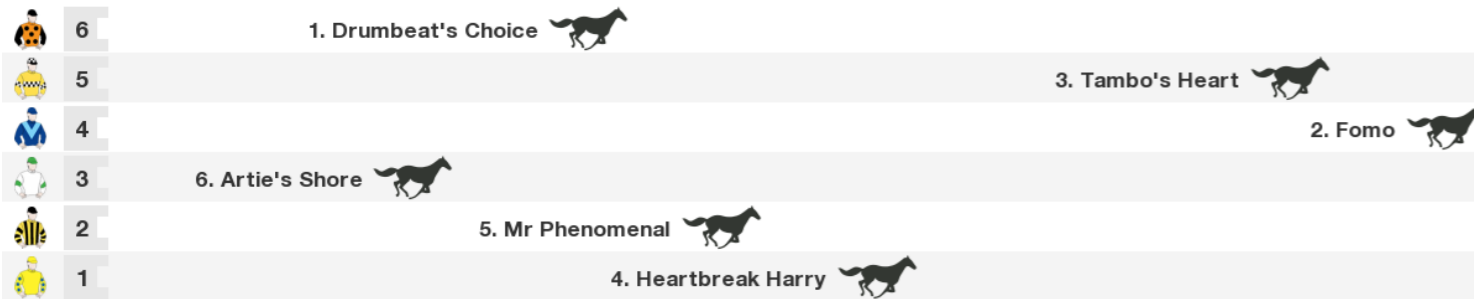 6 1. Drumbeat's Choice
5 3. Tambo's Heart
4 2. Fomo
3 6. Artie's Shore
2 5. Mr Phenomenal
1 4. Heartbreak Harry